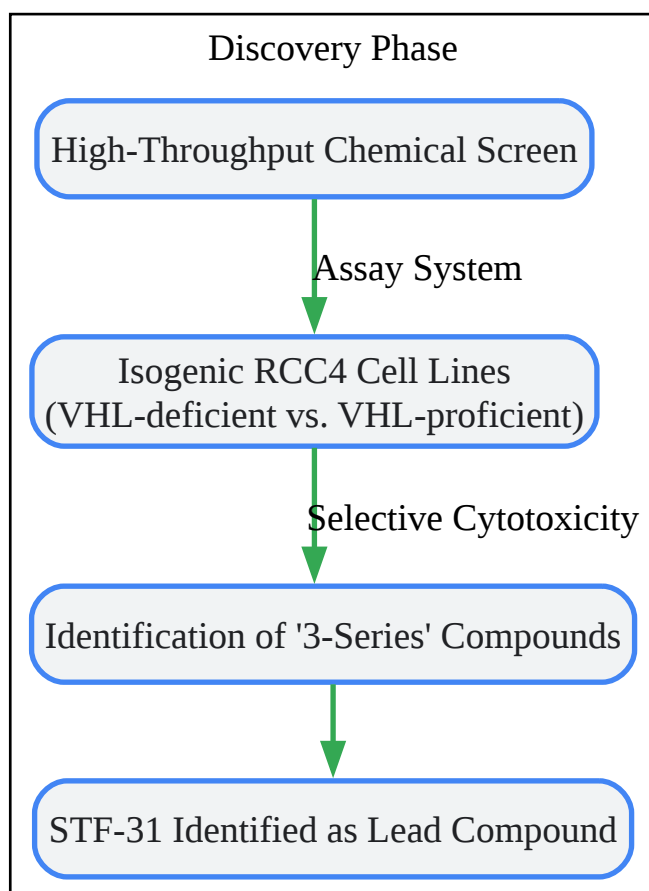 Discovery Phase
High-Throughput Chemical Screen
Assay System
Isogenic RCC4 Cell Lines
(VHL-deficient vs. VHL-proficient)
Selective Cytotoxicity
Identification of '3-Series' Compounds
STF-31 Identified as Lead Compound